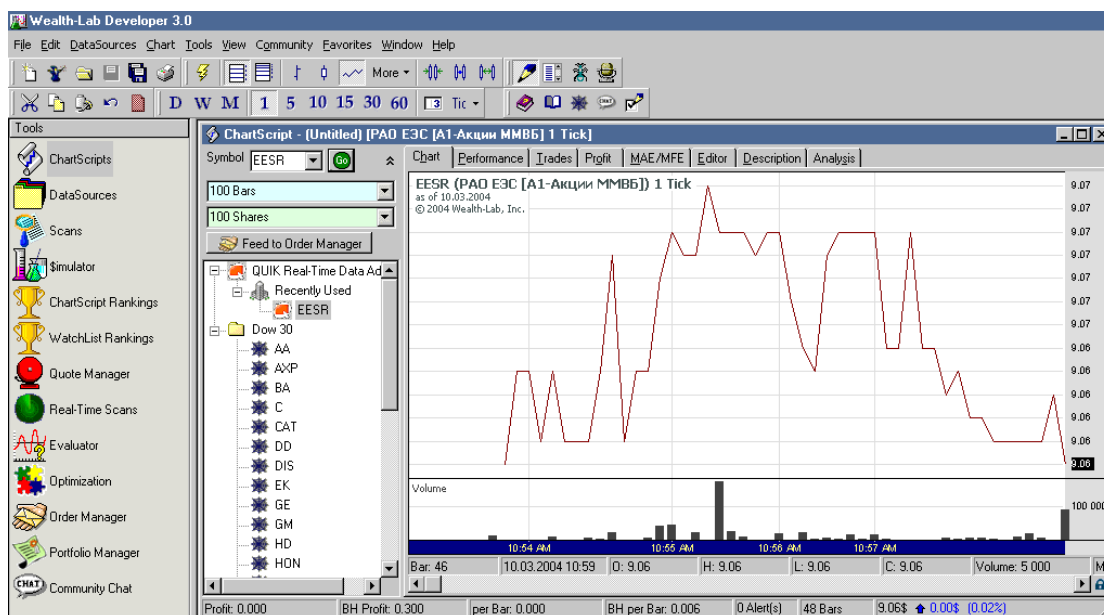 Wealth-Lab Developer 3.0
File Edit DataSources Chart Tools View Community Favorites Window Help
More
D W M 1 5 10 15 30 60 3 Tic
Tools
ChartScripts
DataSources
Scans
$imulator
ChartScript Rankings
WatchList Rankings
Quote Manager
Real-Time Scans
Evaluator
Optimization
Order Manager
Portfolio Manager
CHAT Community Chat
ChartScript - (Untitled) [РАО ЕЭС [А1-Акции ММВБ] 1 Tick]
Symbol EESR Go
100 Bars
100 Shares
Feed to Order Manager
QUIK Real-Time Data Ad
Recently Used
EESR
Dow 30
AA
AXP
BA
C
CAT
DD
DIS
EK
GE
GM
HD
HON
Chart Performance Trades Profit MAE/MFE Editor Description Analysis
EESR (РАО ЕЭС [А1-Акции ММВБ]) 1 Tick
as of 10.03.2004
© 2004 Wealth-Lab, Inc.
9.07
9.07
9.07
9.07
9.07
9.07
9.07
9.06
9.06
9.06
9.06
9.06
9.06
Volume
100 000
10:54 AM 10:55 AM 10:56 AM 10:57 AM
Bar: 46 10.03.2004 10:59 O: 9.06 H: 9.06 L: 9.06 C: 9.06 Volume: 5 000 M
Profit: 0.000 BH Profit: 0.300 per Bar: 0.000 BH per Bar: 0.006 0 Alert(s) 48 Bars 9.06$ 0.00$ (0.02%)